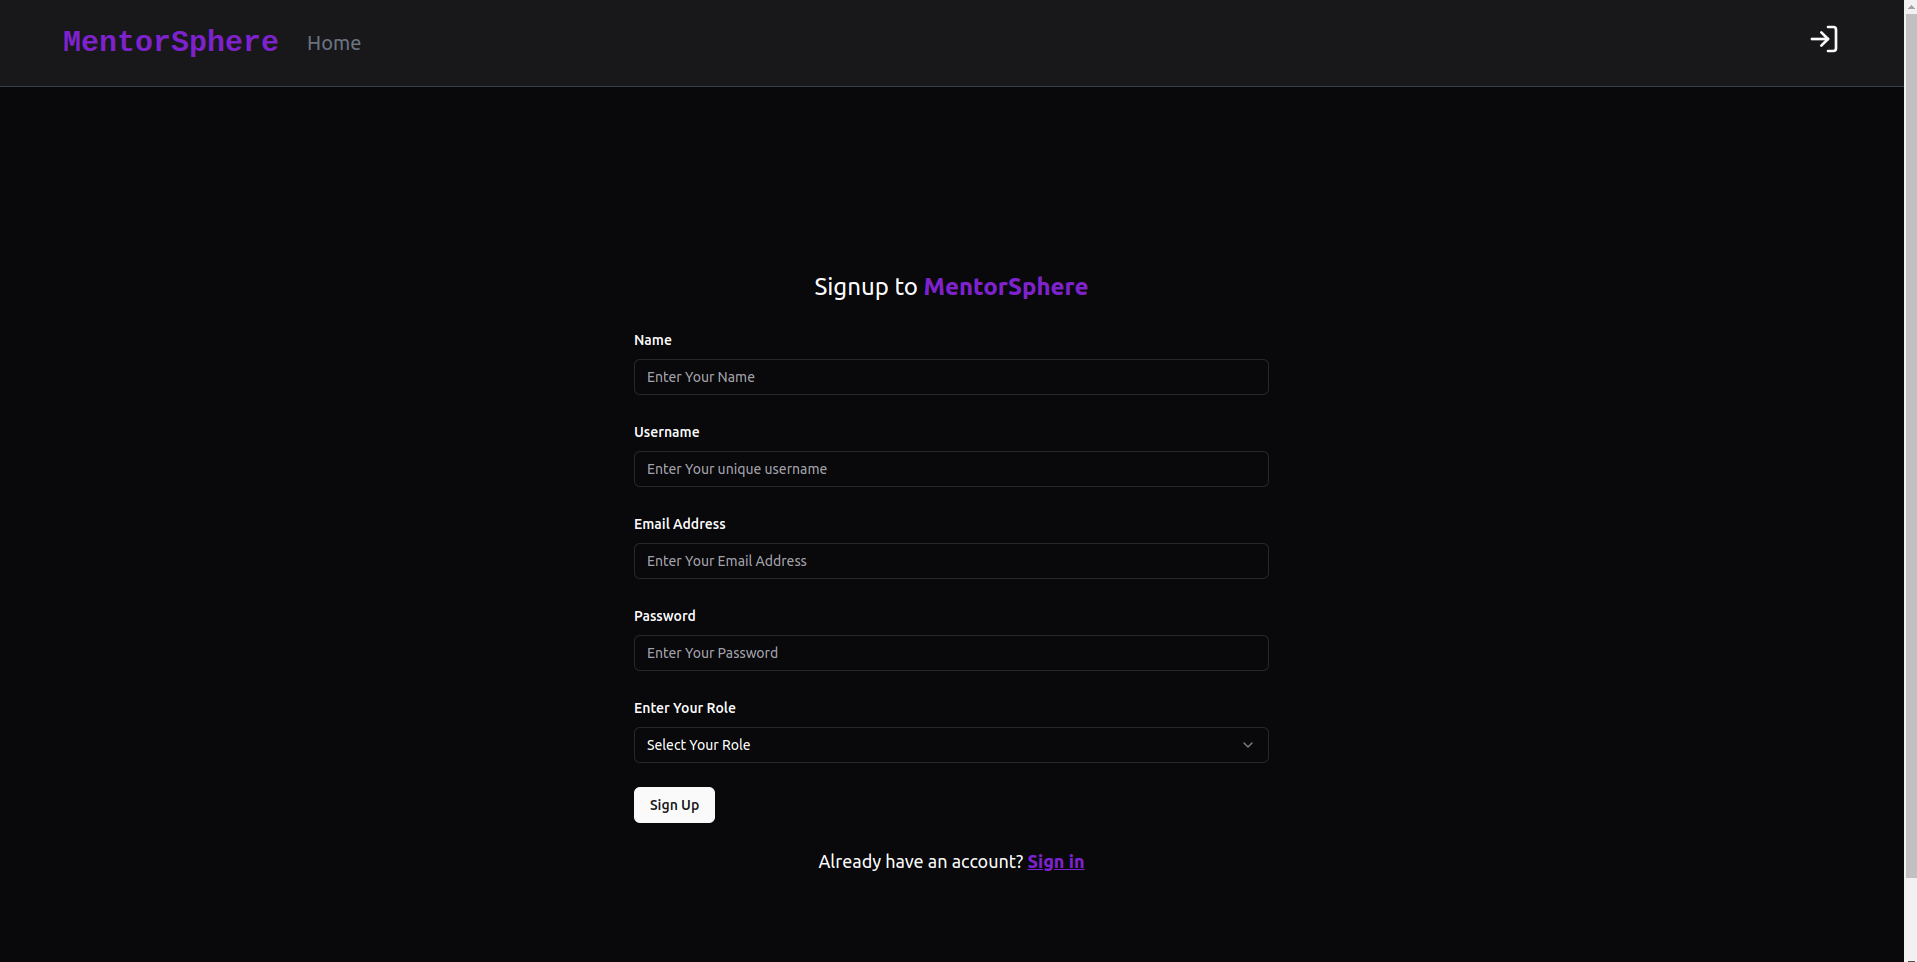 MentorSphere Home
Signup to MentorSphere
Name
Enter Your Name
Username
Enter Your unique username
Email Address
Enter Your Email Address
Password
Enter Your Password
Enter Your Role
Select Your Role
Sign Up
Already have an account? Sign in